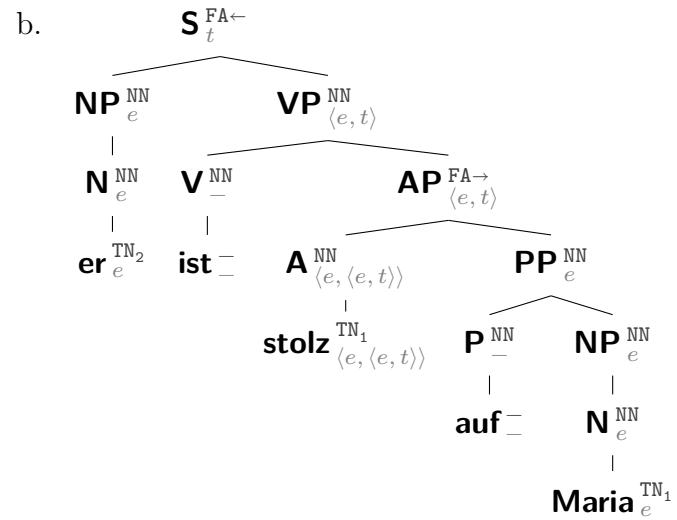 b. S FA← t
NP NN e VP NN ⟨e, t⟩
N NN e V NN – AP FA→ ⟨e, t⟩
er TN₂ e ist – – A NN ⟨e, ⟨e, t⟩⟩ PP NN e
stolz TN₁ ⟨e, ⟨e, t⟩⟩ P NN – NP NN e
auf – – N NN e
Maria TN₁ e